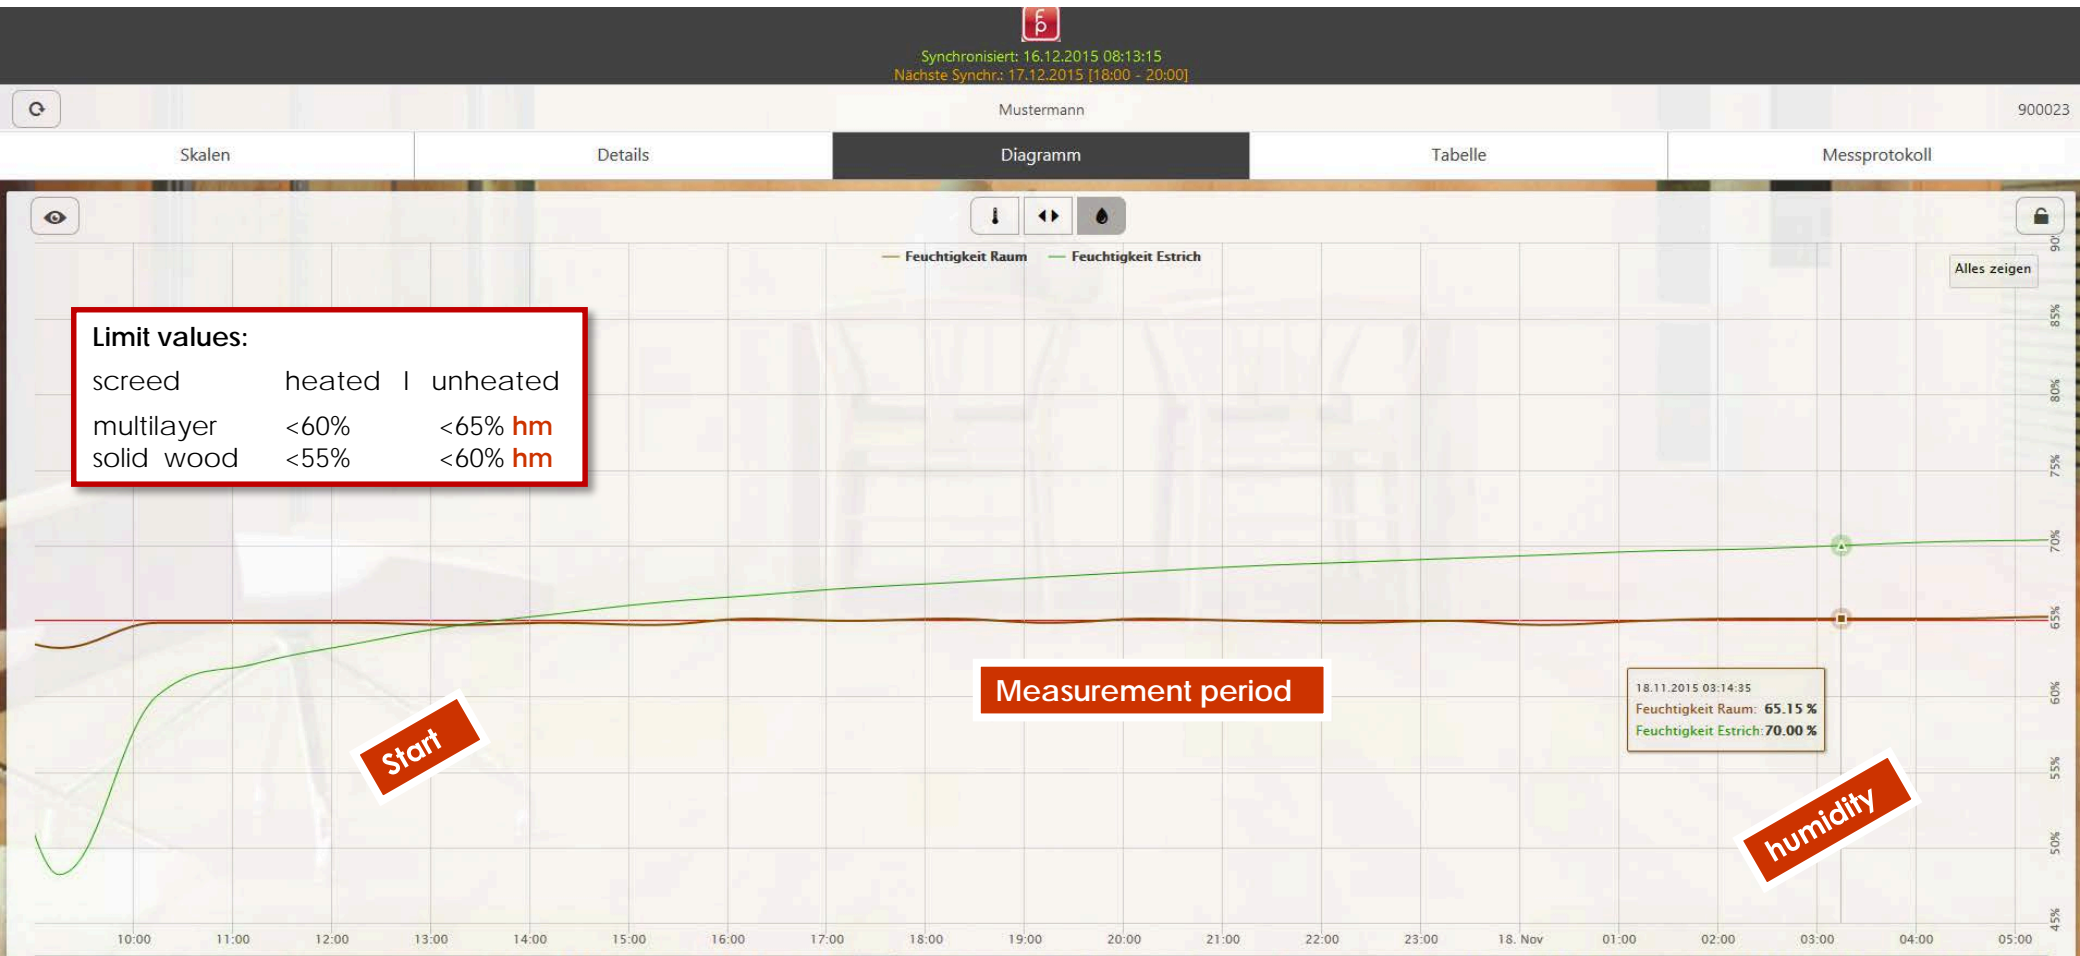 Fp
Synchronisiert: 16.12.2015 08:13:15
Nächste Synchr.: 17.12.2015 [18:00 - 20:00]
Mustermann
900023
Skalen
Details
Diagramm
Tabelle
Messprotokoll
Feuchtigkeit Raum
Feuchtigkeit Estrich
Alles zeigen
Limit values:
screed heated I unheated
multilayer <60% <65% hm
solid wood <55% <60% hm
90%
85%
80%
75%
70%
65%
60%
55%
50%
45%
Start
Measurement period
18.11.2015 03:14:35
Feuchtigkeit Raum: 65.15 %
Feuchtigkeit Estrich: 70.00 %
humidity
10:00 11:00 12:00 13:00 14:00 15:00 16:00 17:00 18:00 19:00 20:00 21:00 22:00 23:00 18. Nov 01:00 02:00 03:00 04:00 05:00